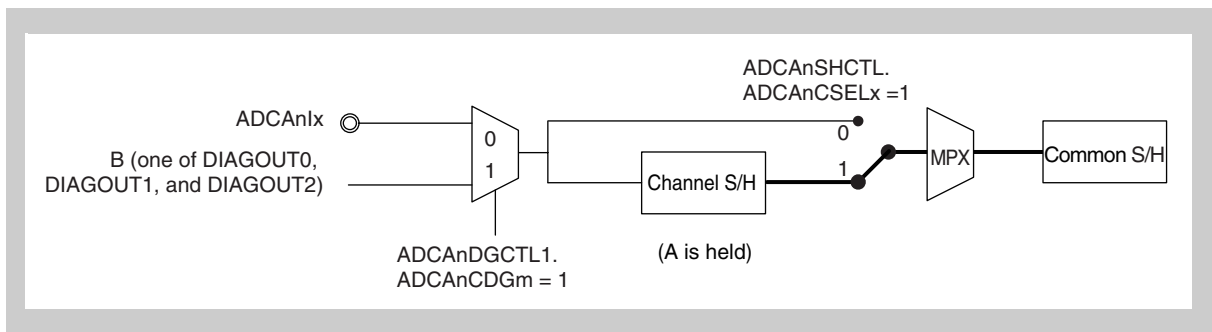 ADCAnSHCTL.
ADCAnCSELx =1
ADCAnIx
0
0
B (one of DIAGOUT0,
DIAGOUT1, and DIAGOUT2)
1
Channel S/H
1
MPX
Common S/H
(A is held)
ADCAnDGCTL1.
ADCAnCDGm = 1